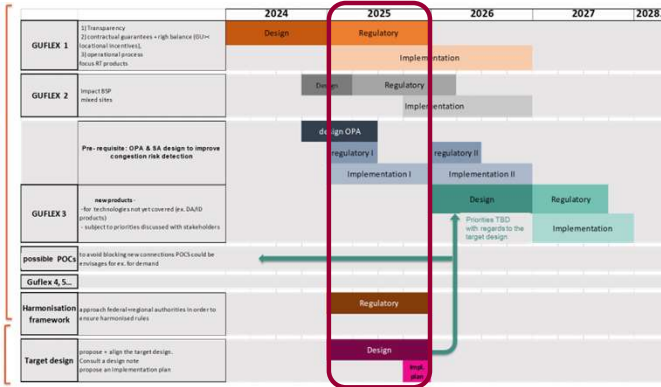 2024 2025 2026 2027 2028
GUFLEX 1
1) Transparency
2) contractual guarantees + righ balance (GU><
locational incentives),
3) operational process
focus RT products
Design
Regulatory
Implementation
GUFLEX 2
Impact BSP
mixed sites
Design
Regulatory
Implementation
Pre- requisite: OPA & SA design to improve
congestion risk detection
design OPA
regulatory I
regulatory II
Implementation I
Implementation II
GUFLEX 3
new products -
-for technologies not yet covered (ex. DA/ID
products)
- subject to priorities discussed with stakeholders
Design
Regulatory
Priorities TBD
with regards to the
target design
Implementation
possible POCs
to avoid blocking new connections POCS could be
envisages for ex. for demand
Guflex 4, 5...
Harmonisation
framework
approach federal+regional authorities in order to
ensure harmonised rules
Regulatory
Target design
propose + align the target design.
Consult a design note
propose an Implementation plan
Design
Impl.
plan